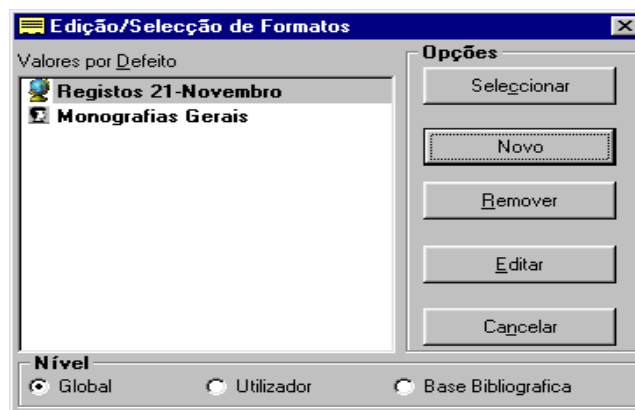 Edição/Selecção de Formatos
Valores por Defeito
Registos 21-Novembro
Monografias Gerais
Opções
Seleccionar
Novo
Remover
Editar
Cancelar
Nível
Global Utilizador Base Bibliografica